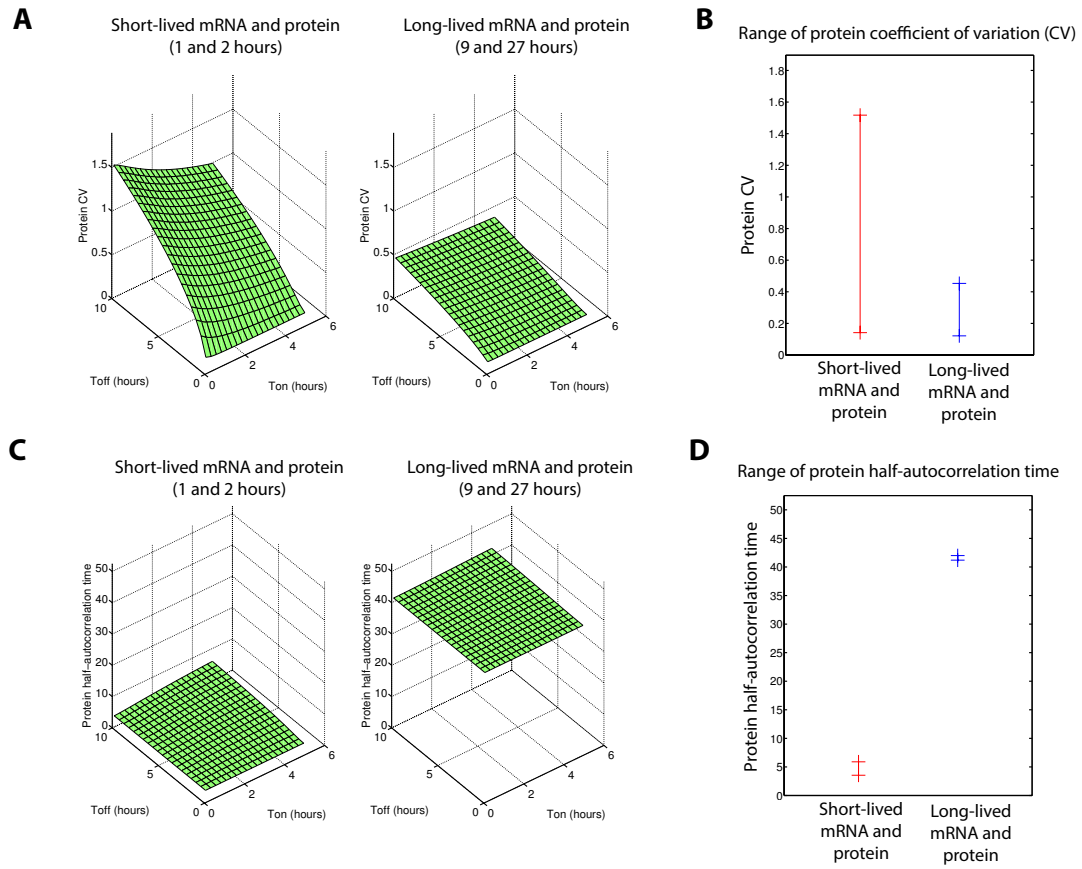 A
Short-lived mRNA and protein
(1 and 2 hours)
Long-lived mRNA and protein
(9 and 27 hours)
Protein CV
1.5
1
0.5
0
10
5
0
0
2
4
6
Toff (hours)
Ton (hours)
Protein CV
1.5
1
0.5
0
10
5
0
0
2
4
6
Toff (hours)
Ton (hours)
B
Range of protein coefficient of variation (CV)
Protein CV
1.8
1.6
1.4
1.2
1
0.8
0.6
0.4
0.2
0
Short-lived
mRNA and
protein
Long-lived
mRNA and
protein
C
Short-lived mRNA and protein
(1 and 2 hours)
Long-lived mRNA and protein
(9 and 27 hours)
Protein half−autocorrelation time
50
40
30
20
10
0
10
5
0
0
2
4
6
Toff (hours)
Ton (hours)
Protein half−autocorrelation time
50
40
30
20
10
0
10
5
0
0
2
4
6
Toff (hours)
Ton (hours)
D
Range of protein half-autocorrelation time
Protein half-autocorrelation time
50
45
40
35
30
25
20
15
10
5
0
Short-lived
mRNA and
protein
Long-lived
mRNA and
protein